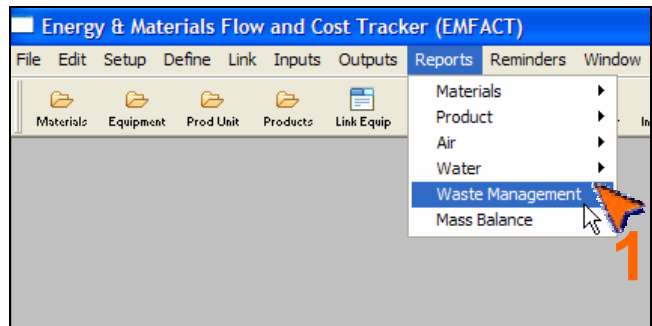 Energy & Materials Flow and Cost Tracker (EMFACT)
File Edit Setup Define Link Inputs Outputs Reports Reminders Window
Materials Equipment Prod Unit Products Link Equip
Materials
Product
Air
Water
Waste Management
Mass Balance
1